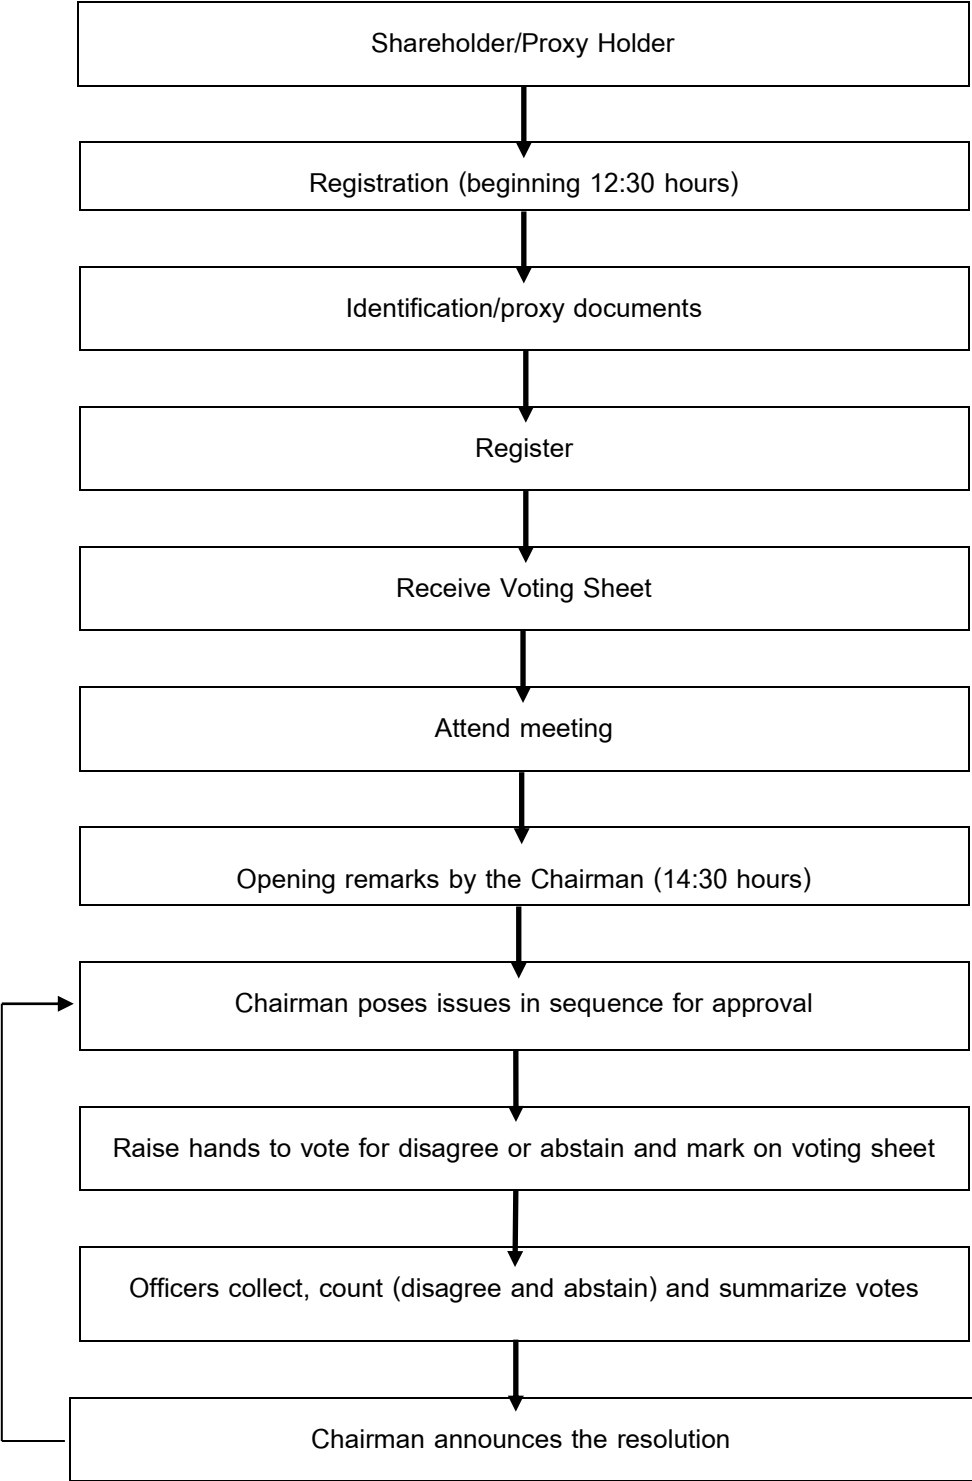 Shareholder/Proxy Holder
Registration (beginning 12:30 hours)
Identification/proxy documents
Register
Receive Voting Sheet
Attend meeting
Opening remarks by the Chairman (14:30 hours)
Chairman poses issues in sequence for approval
Raise hands to vote for disagree or abstain and mark on voting sheet
Officers collect, count (disagree and abstain) and summarize votes
Chairman announces the resolution